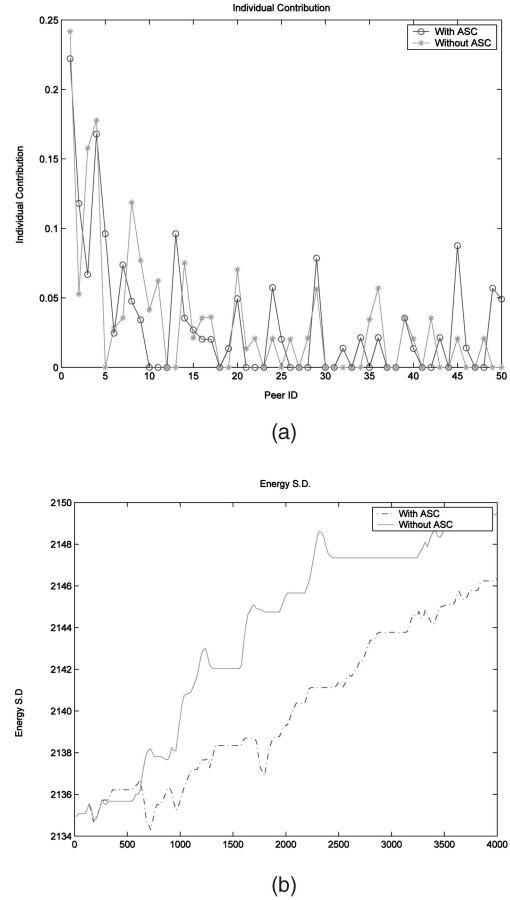 Individual Contribution
0.25
0.2
0.15
0.1
0.05
0
Individual Contribution
With ASC
Without ASC
0 5 10 15 20 25 30 35 40 45 50
Peer ID
(a)
Energy S.D.
2150
2148
2146
2144
2142
2140
2138
2136
2134
Energy S.D
With ASC
Without ASC
0 500 1000 1500 2000 2500 3000 3500 4000
(b)